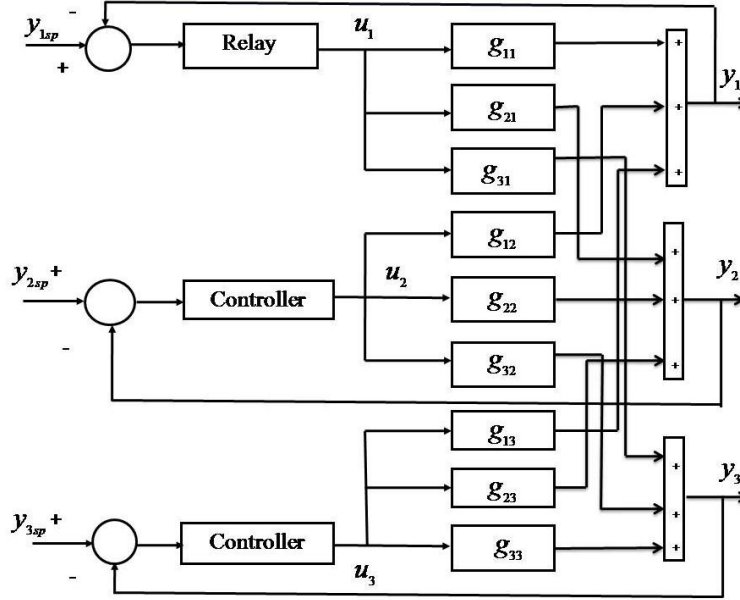 -
y1sp
+
Relay
u1
g11
+
y1
g21
+
g31
+
g12
y2sp +
-
Controller
u2
g22
g32
+
+
+
y2
g13
g23
g33
y3sp +
-
Controller
u3
+
+
+
y3